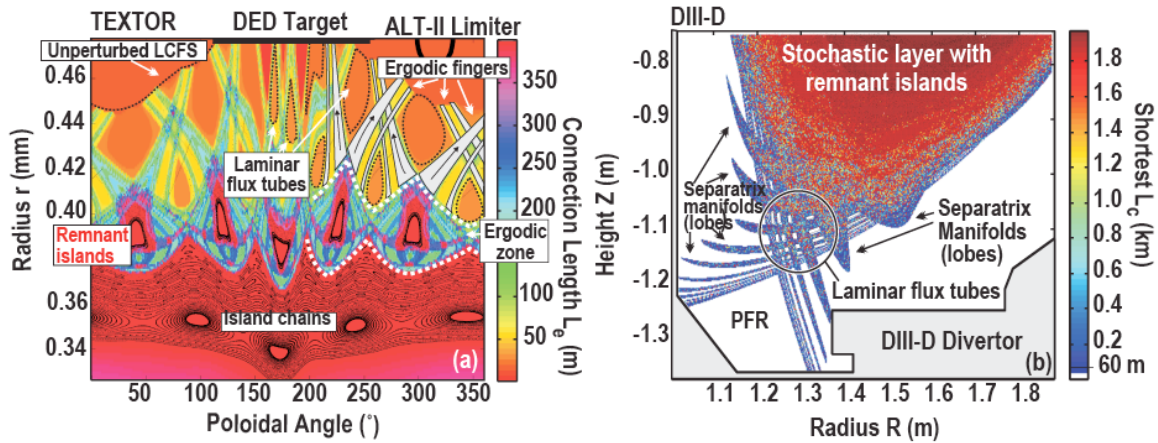 TEXTOR
DED Target
ALT-II Limiter
Unperturbed LCFS
Ergodic fingers
Laminar
flux tubes
Remnant
islands
Ergodic
zone
Island chains
(a)
0.46
0.44
0.42
0.40
0.38
0.36
0.34
Radius r (m)
50
100
150
200
250
300
350
Poloidal Angle (°)
350
300
250
200
150
100
50
Connection Length Lc (m)
DIII-D
Stochastic layer with
remnant islands
Separatrix
manifolds (lobes)
Separatrix
Manifolds
(lobes)
Laminar flux tubes
PFR
DIII-D Divertor
(b)
-0.7
-0.8
-0.9
-1.0
-1.1
-1.2
-1.3
Height Z (m)
1.1
1.2
1.3
1.4
1.5
1.6
1.7
1.8
Radius R (m)
1.8
1.6
1.4
1.2
1.0
0.8
0.6
0.4
0.2
60 m
Shortest Lc (km)